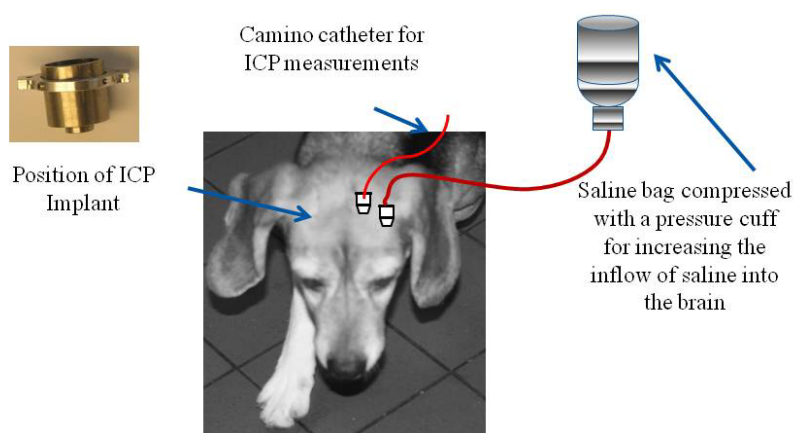 Camino catheter for
ICP measurements
Position of ICP
Implant
Saline bag compressed
with a pressure cuff
for increasing the
inflow of saline into
the brain